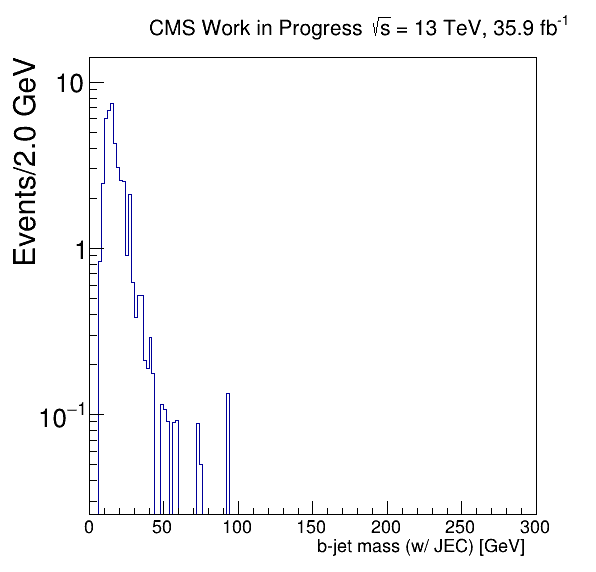 CMS Work in Progress √s = 13 TeV, 35.9 fb⁻¹
Events/2.0 GeV
10
1
10⁻¹
0 50 100 150 200 250 300
b-jet mass (w/ JEC) [GeV]